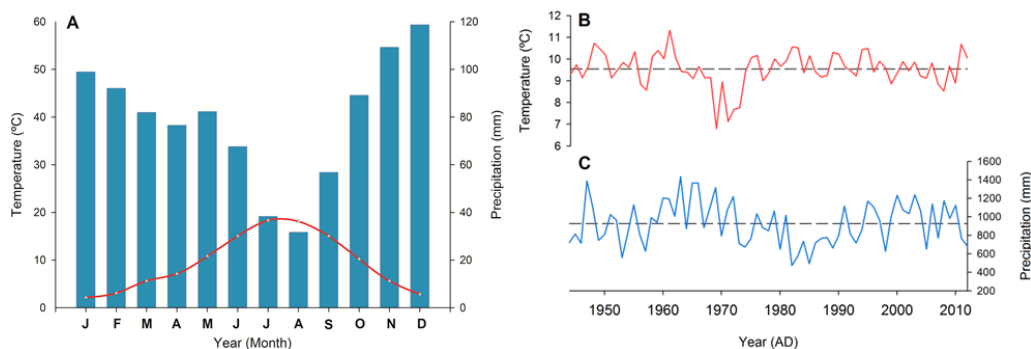 A
Temperature (ºC)
60
50
40
30
20
10
0
120
100
80
60
40
20
0
Precipitation (mm)
J F M A M J J A S O N D
Year (Month)
B
Temperature (ºC)
12
11
10
9
8
7
6
C
1600
1400
1200
1000
800
600
400
200
Precipitation (mm)
1950 1960 1970 1980 1990 2000 2010
Year (AD)